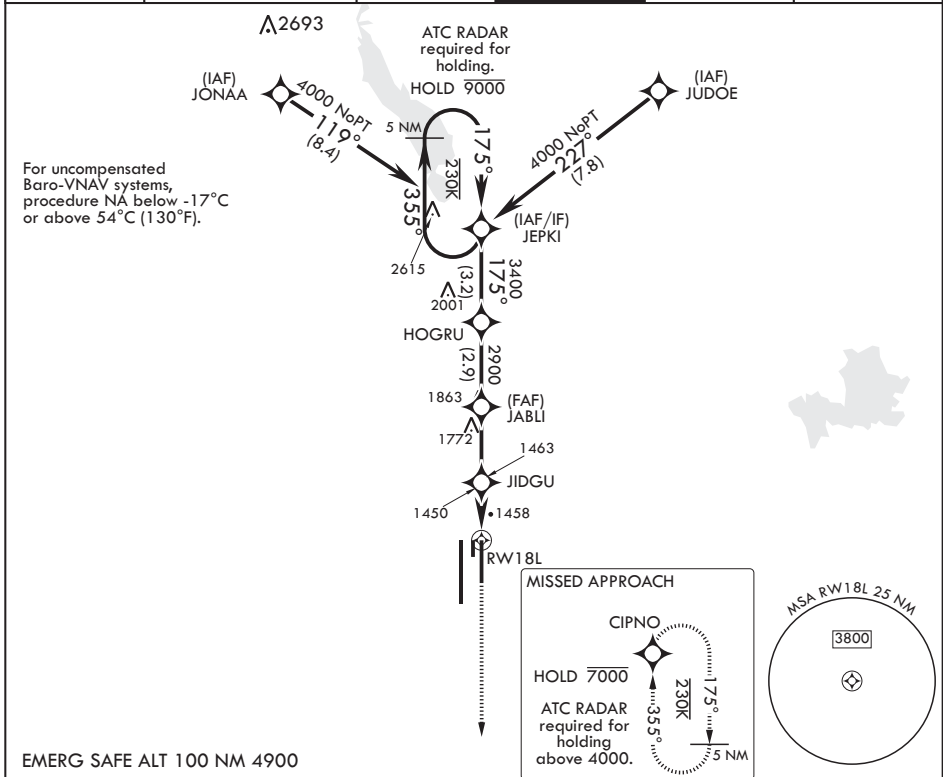 2693
ATC RADAR
required for
holding.
HOLD 9000
(IAF)
JONAA
4000 NoPT
119°
(8.4)
5 NM
175°
230K
355°
(IAF)
JUDOE
4000 NoPT
227°
(7.8)
For uncompensated
Baro-VNAV systems,
procedure NA below -17°C
or above 54°C (130°F).
(IAF/IF)
JEPKI
2615
3400
175°
(3.2)
2001
HOGRU
2900
(2.9)
1863
(FAF)
JABLI
1772
1463
JIDGU
1450
1458
RW18L
MISSED APPROACH
CIPNO
HOLD 7000
175°
230K
355°
ATC RADAR
required for
holding
above 4000.
5 NM
MSA RW18L 25 NM
3800
EMERG SAFE ALT 100 NM 4900